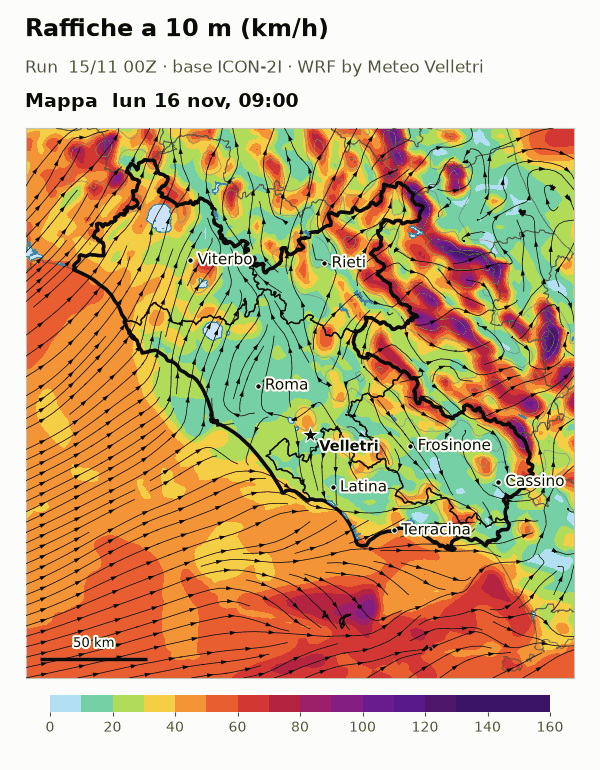 Raffiche a 10 m (km/h)
Run 15/11 00Z · base ICON-2I · WRF by Meteo Velletri
Mappa lun 16 nov, 09:00
Viterbo
Rieti
Roma
Velletri
Frosinone
Cassino
Latina
Terracina
50 km
0 20 40 60 80 100 120 140 160